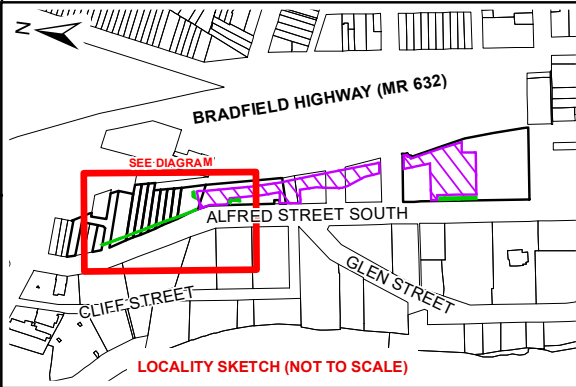 N
BRADFIELD HIGHWAY (MR 632)
SEE DIAGRAM
ALFRED STREET SOUTH
GLEN STREET
CLIFF STREET
LOCALITY SKETCH (NOT TO SCALE)